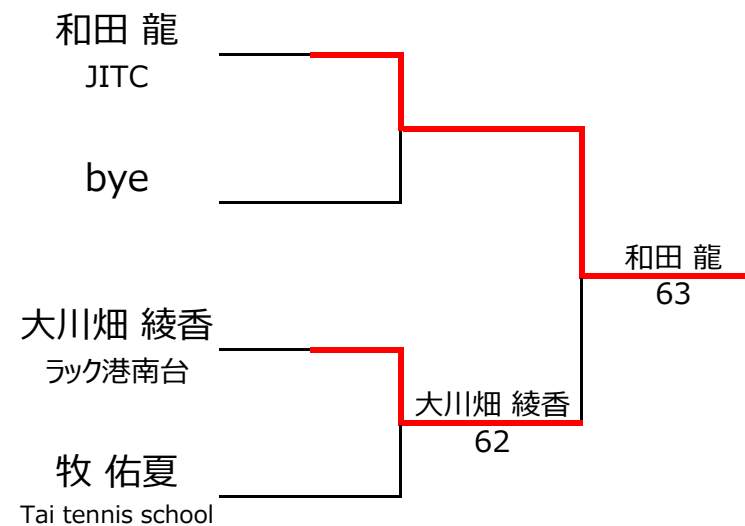 和田 龍
JITC
bye
和田 龍
63
大川畑 綾香
ラック港南台
大川畑 綾香
62
牧 佑夏
Tai tennis school